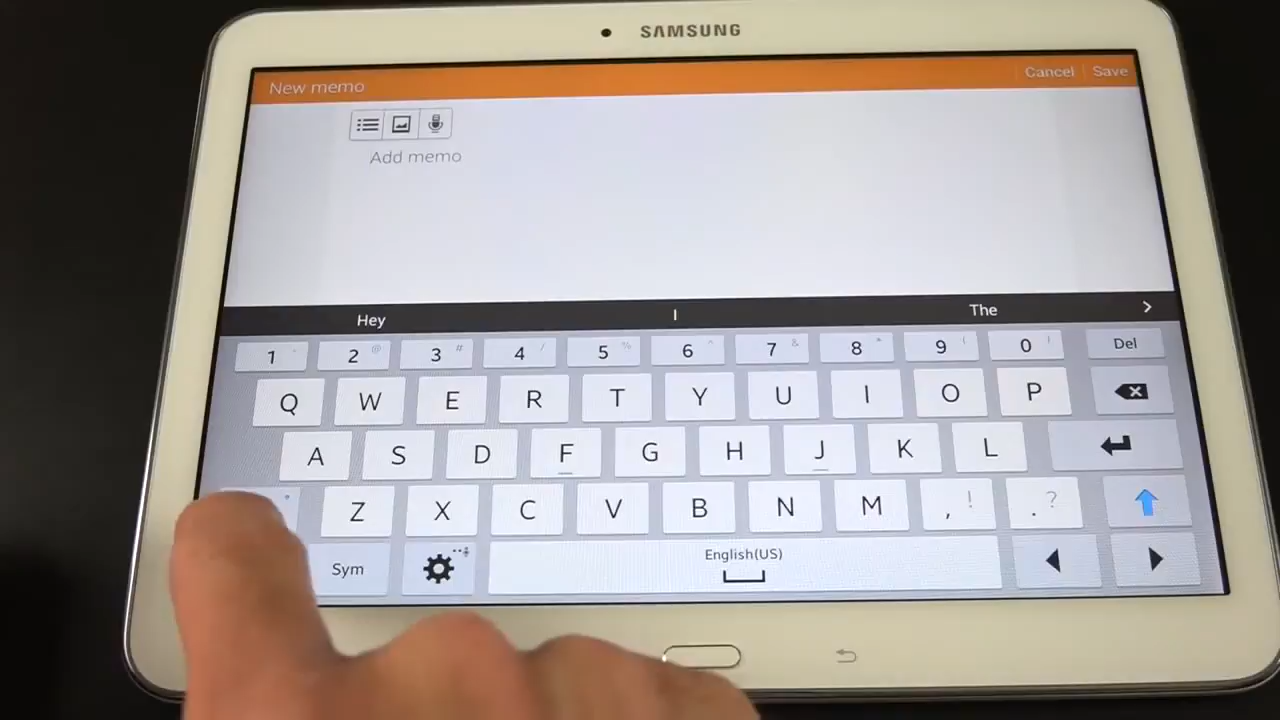 SAMSUNG
New memo Cancel Save
Add memo
Hey I The
1 2 @ 3 # 4 / 5 % 6 ^ 7 & 8 * 9 ( 0 Del
Q W E R T Y U I O P
A S D F G H J K L
Z X C V B N M , ! . ?
Sym English(US)